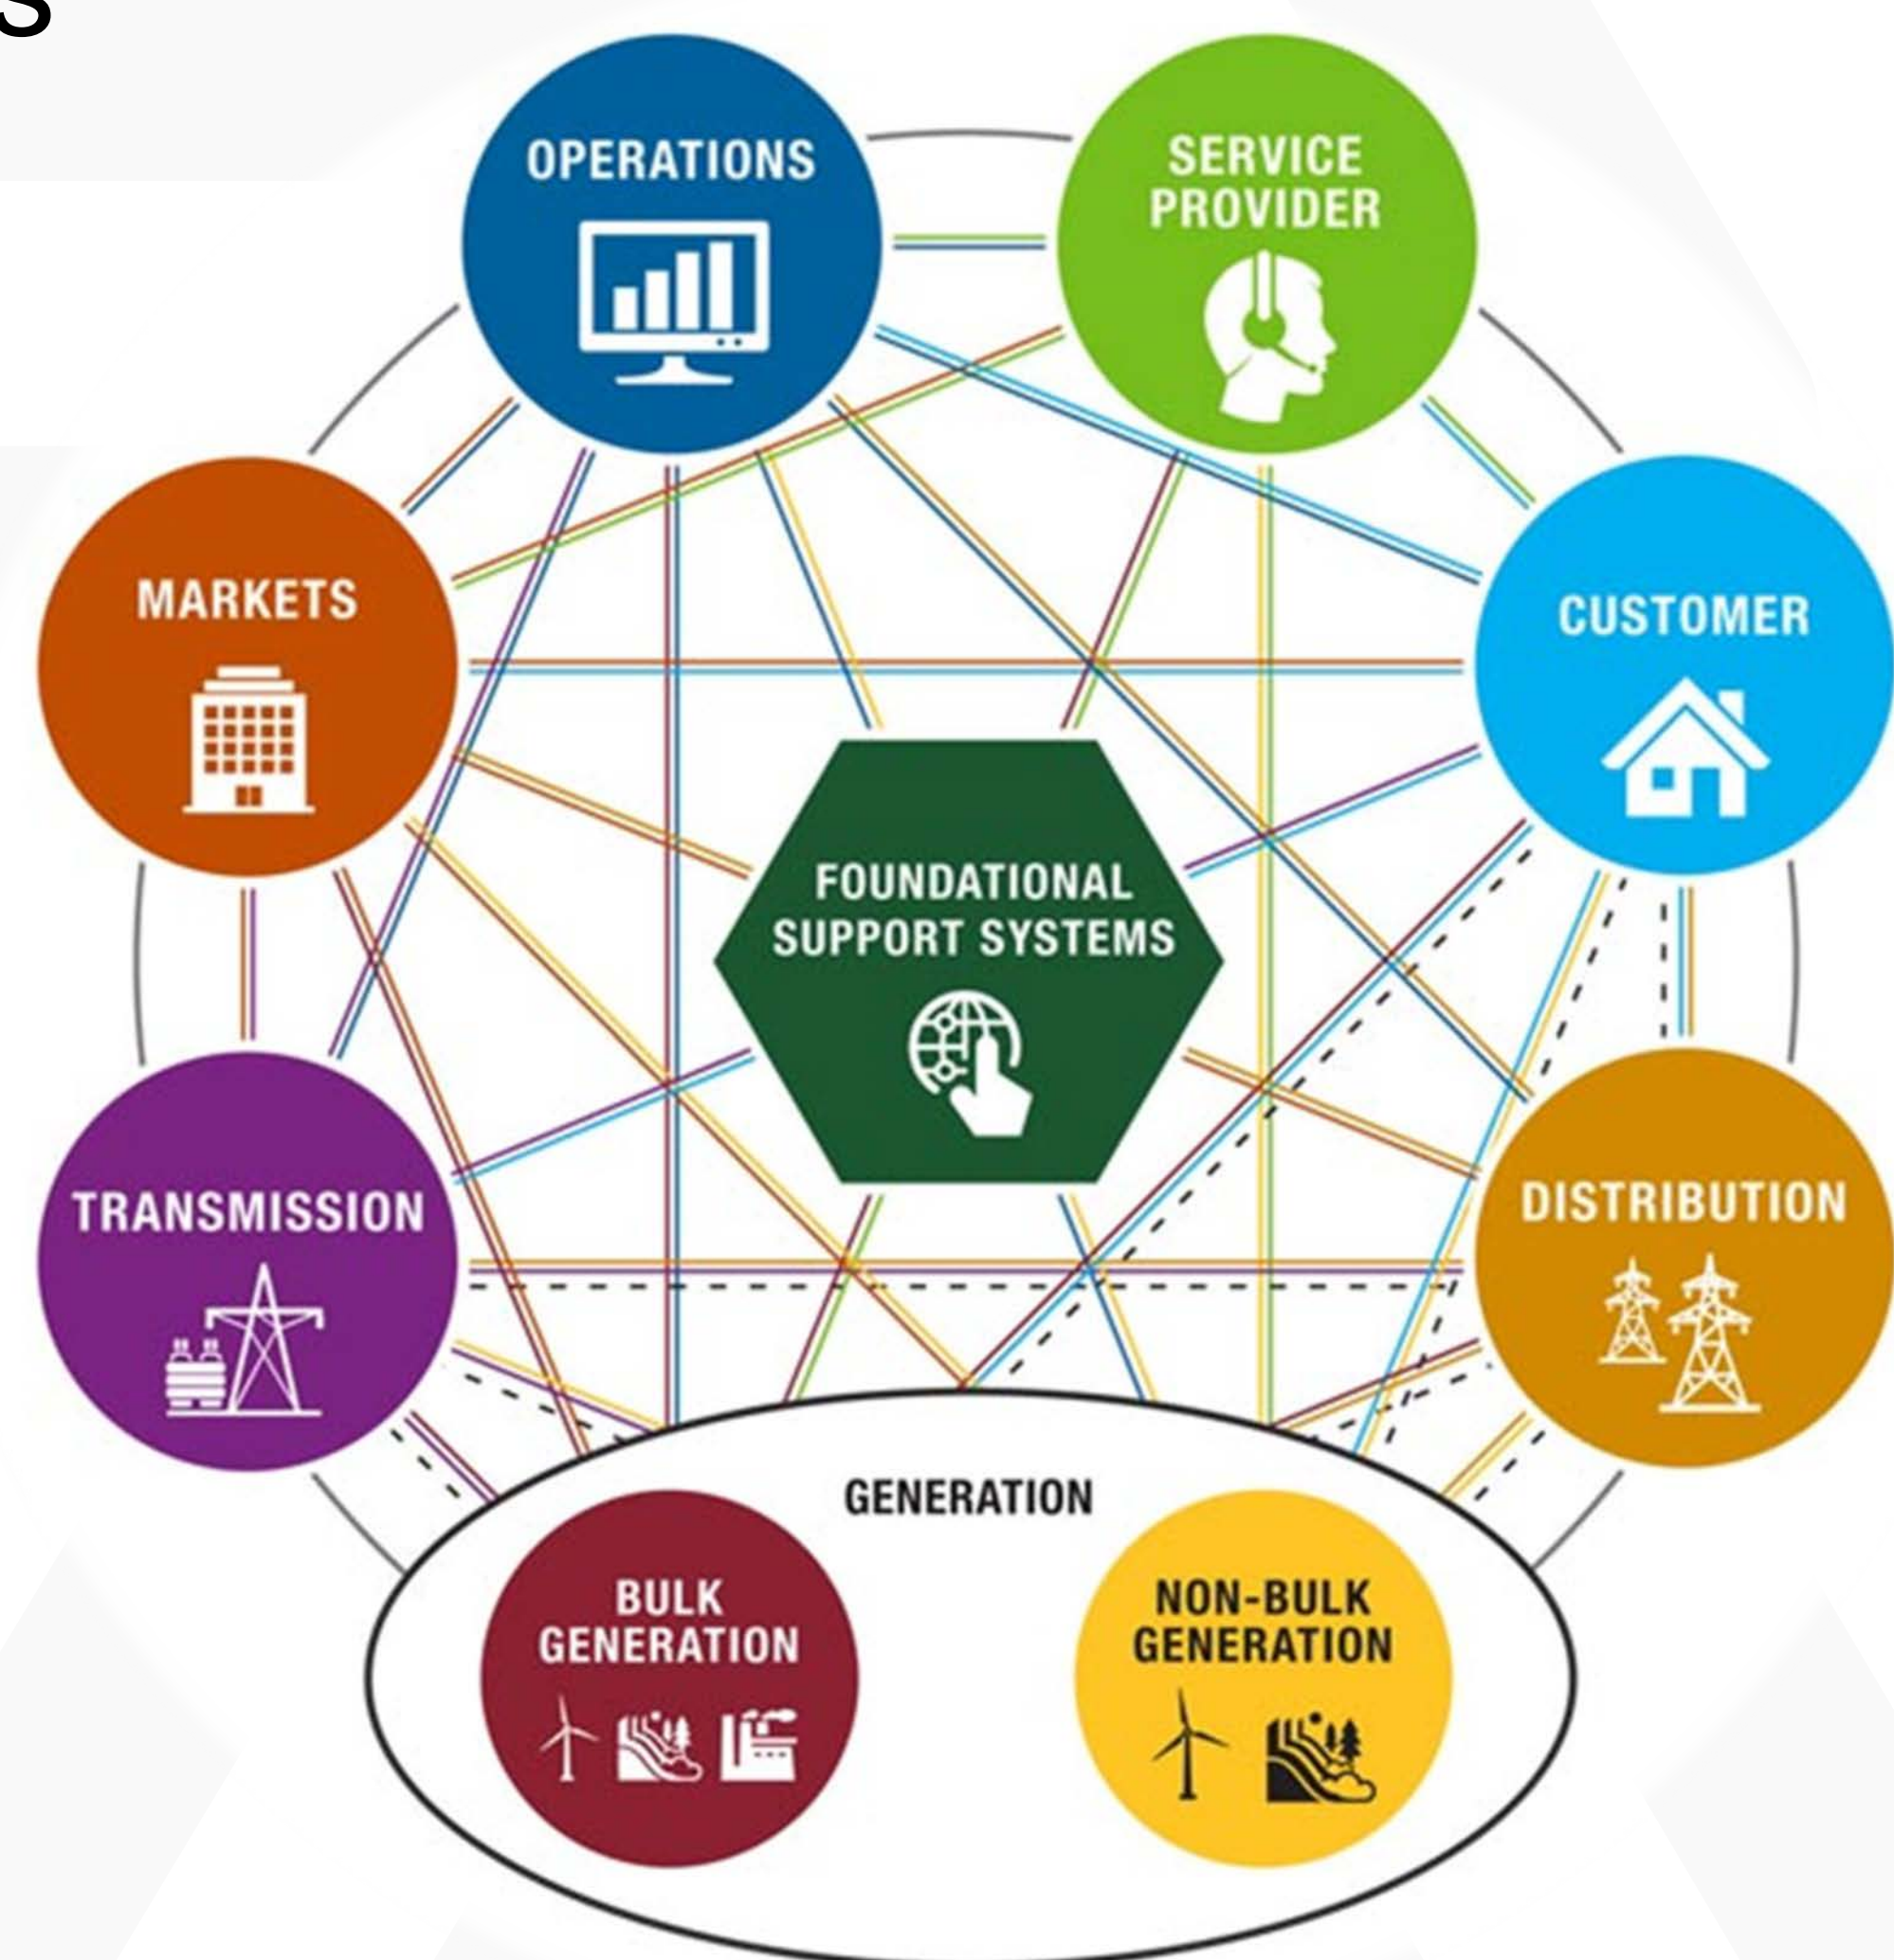 s
OPERATIONS
SERVICE
PROVIDER
MARKETS
CUSTOMER
FOUNDATIONAL
SUPPORT SYSTEMS
TRANSMISSION
DISTRIBUTION
GENERATION
BULK
GENERATION
NON-BULK
GENERATION